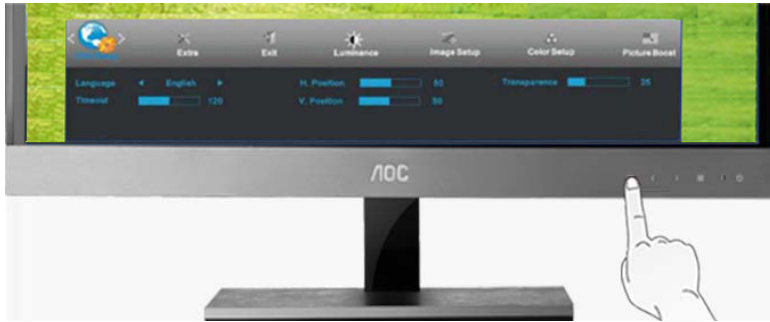 Extra Exit Luminance Image Setup Color Setup Picture Boost
Language English H. Position 50 Transparence 25
Timeout 120 V. Position 50
AOC